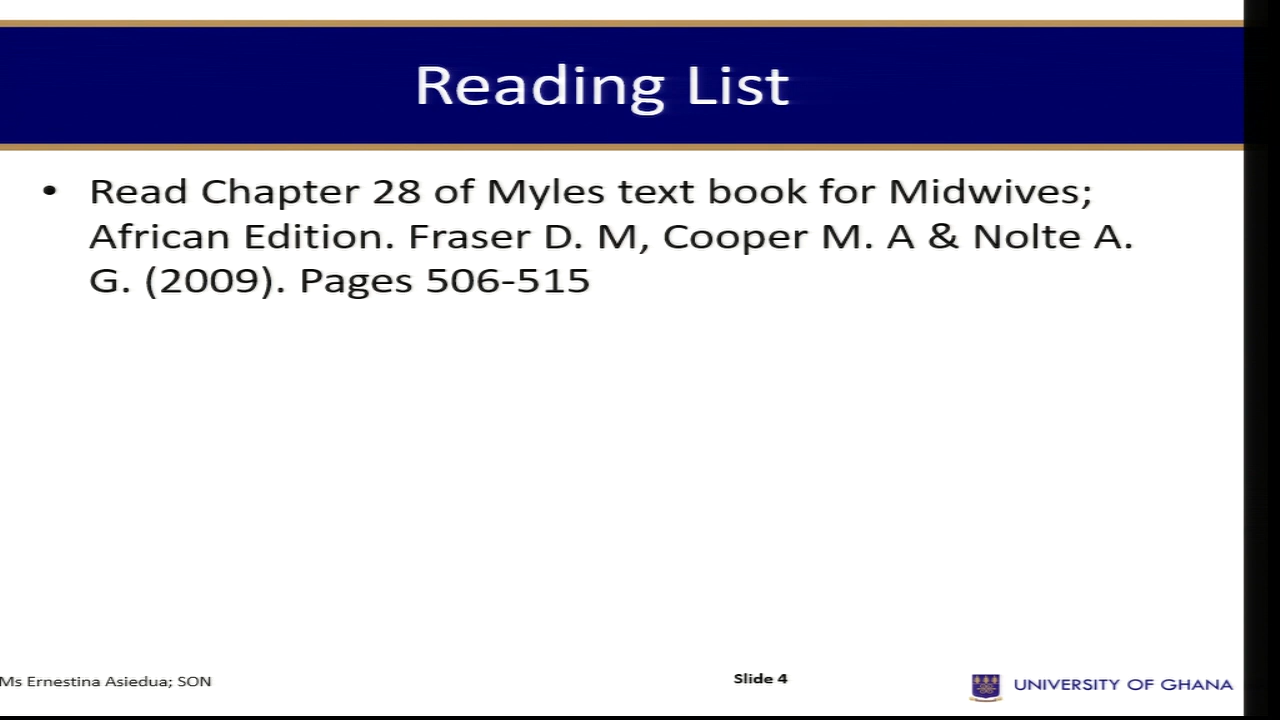 Reading List
• Read Chapter 28 of Myles text book for Midwives;
African Edition. Fraser D. M, Cooper M. A & Nolte A.
G. (2009). Pages 506-515
Ms Ernestina Asiedua; SON
Slide 4
UNIVERSITY OF GHANA